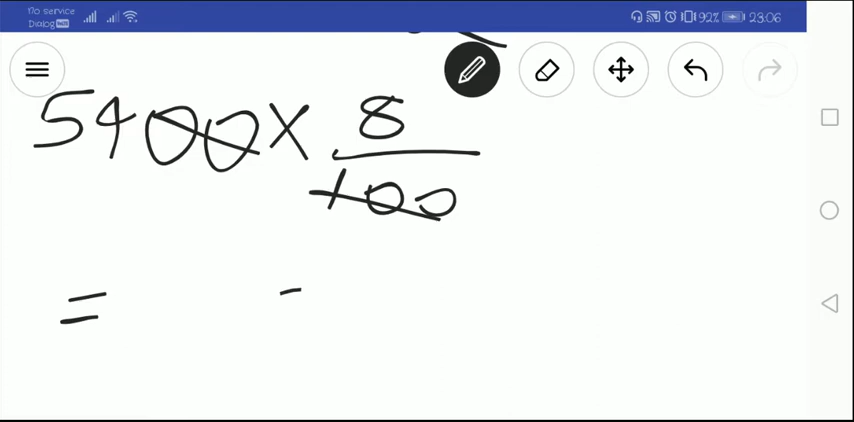 No service
Dialog
92% 23:06
5400 × 8
100
=